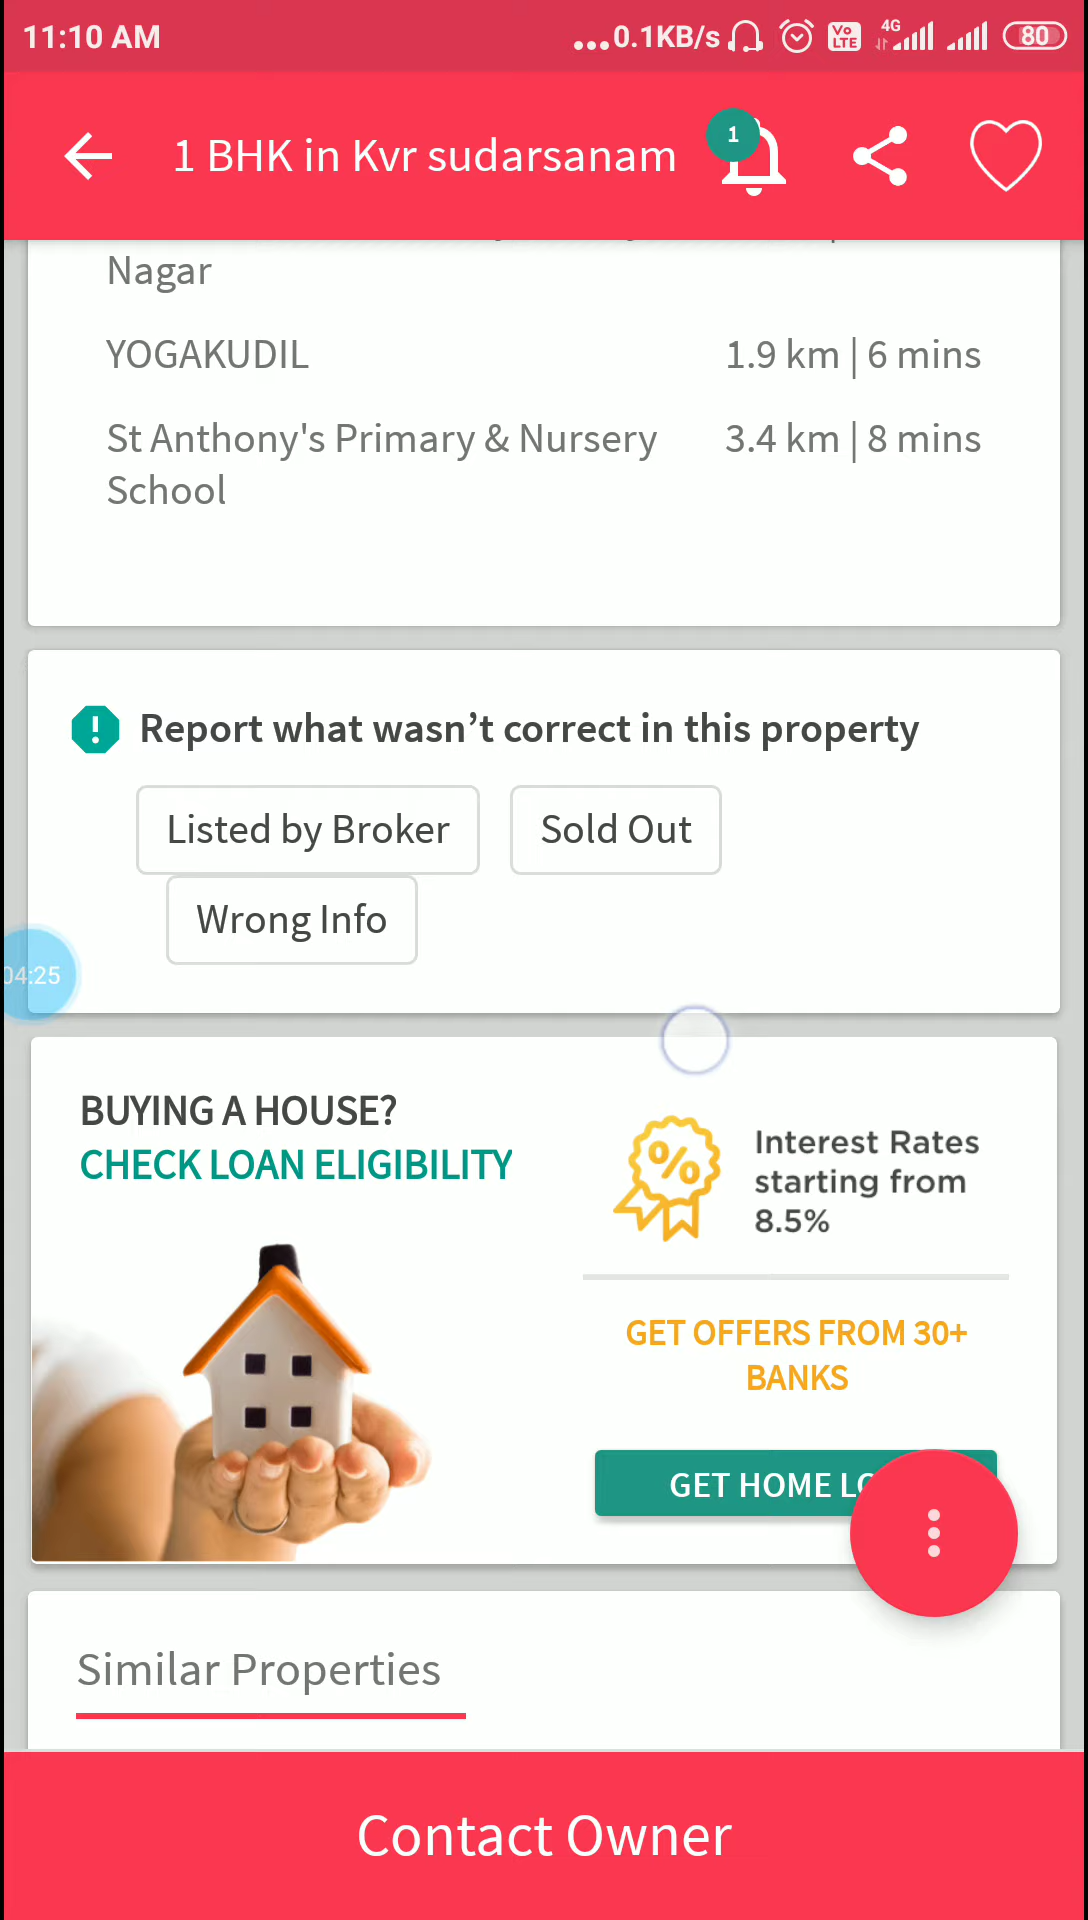 11:10 AM
...0.1KB/s
Vo
LTE
4G
80
1 BHK in Kvr sudarsanam
1
Nagar
YOGAKUDIL
1.9 km | 6 mins
St Anthony's Primary & Nursery
School
3.4 km | 8 mins
Report what wasn’t correct in this property
Listed by Broker
Sold Out
Wrong Info
04:25
BUYING A HOUSE?
CHECK LOAN ELIGIBILITY
%
Interest Rates
starting from
8.5%
GET OFFERS FROM 30+
BANKS
GET HOME
Similar Properties
Contact Owner